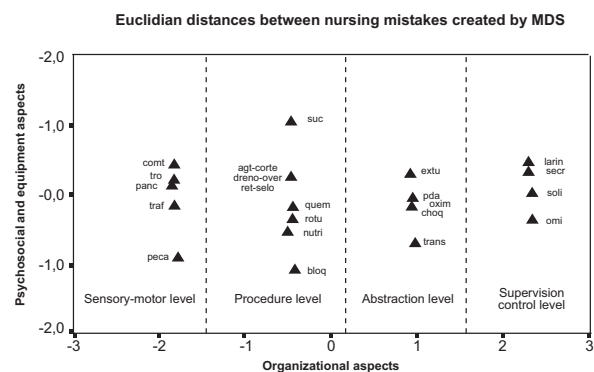 Euclidian distances between nursing mistakes created by MDS
Psychosocial and equipment aspects
-2,0
-1,0
-0,0
-1,0
-2,0
comt
tro
panc
traf
peca
Sensory-motor level
suc
agt-corte
dreno-over
ret-selo
quem
rotu
nutri
bloq
Procedure level
extu
pda
oxim
choq
trans
Abstraction level
larin
secr
soli
omi
Supervision
control level
-3 -2 -1 0 1 2 3
Organizational aspects